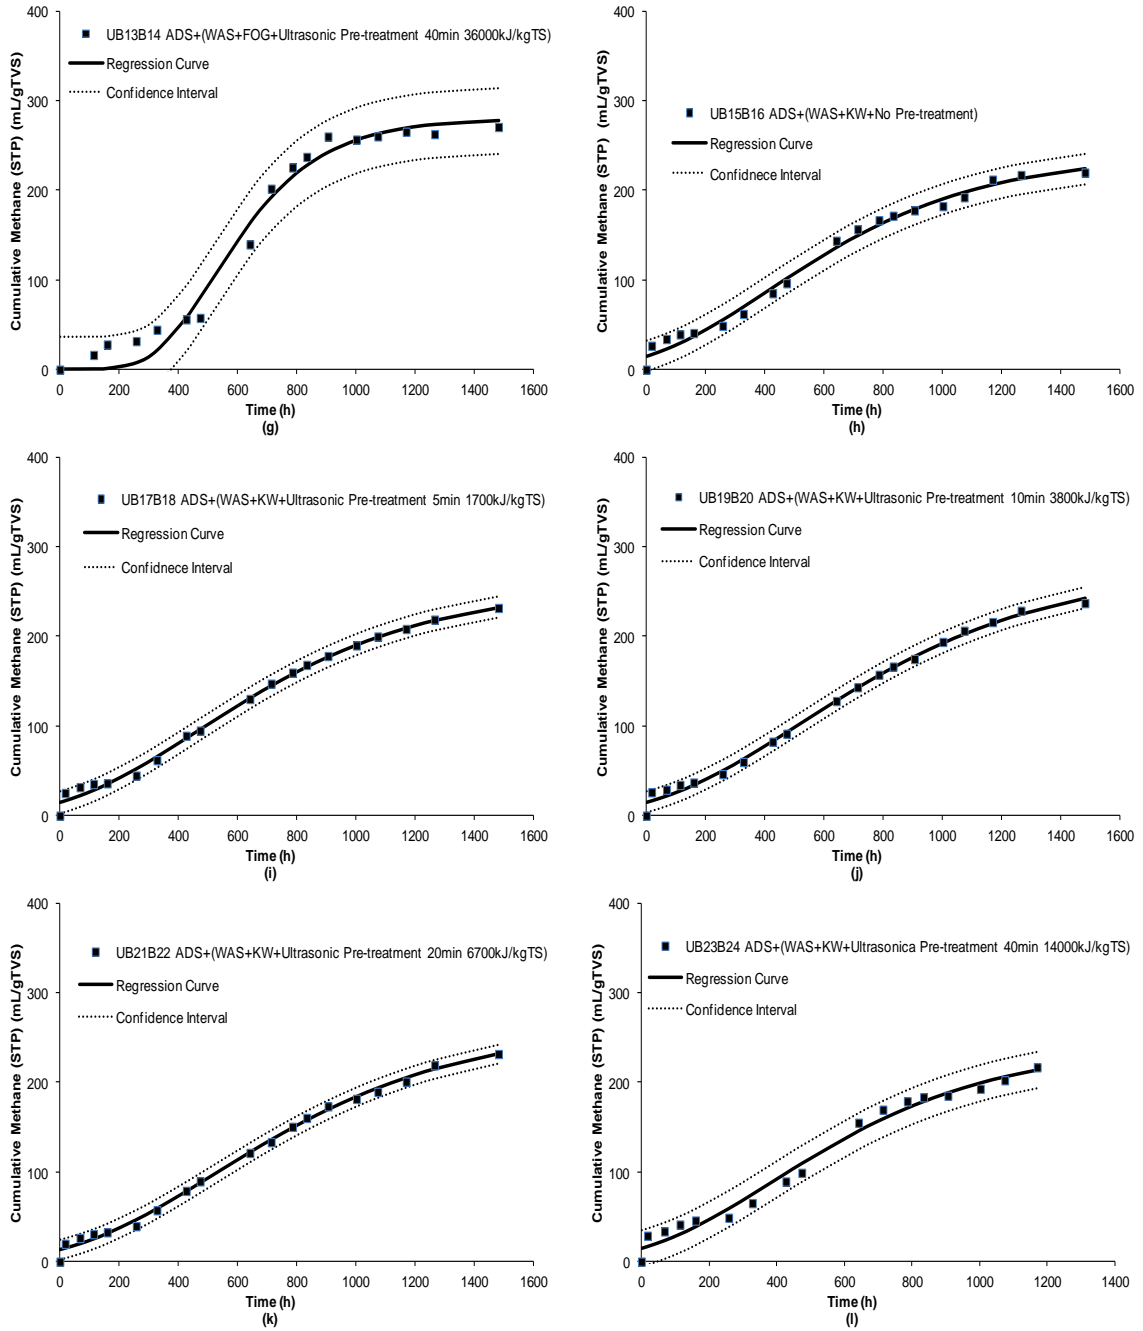 400
UB13B14 ADS+(WAS+FOG+Ultrasonic Pre-treatment 40min 36000kJ/kgTS)
Regression Curve
Confidence Interval
300
200
100
0
0 200 400 600 800 1000 1200 1400 1600
Cumulative Methane (STP) (mL/gTVS)
Time (h)
(g)
400
UB15B16 ADS+(WAS+KW+No Pre-treatment)
Regression Curve
Confidnece Interval
300
200
100
0
0 200 400 600 800 1000 1200 1400 1600
Cumulative Methane (STP) (mL/gTVS)
Time (h)
(h)
400
UB17B18 ADS+(WAS+KW+Ultrasonic Pre-treatment 5min 1700kJ/kgTS)
Regression Curve
Confidnece Interval
300
200
100
0
0 200 400 600 800 1000 1200 1400 1600
Cumulative Methane (STP) (mL/gTVS)
Time (h)
(i)
400
UB19B20 ADS+(WAS+KW+Ultrasonic Pre-treatment 10min 3800kJ/kgTS)
Regression Curve
Confidence Interval
300
200
100
0
0 200 400 600 800 1000 1200 1400 1600
Cumulative Methane (STP) (mL/gTVS)
Time (h)
(j)
400
UB21B22 ADS+(WAS+KW+Ultrasonic Pre-treatment 20min 6700kJ/kgTS)
Regression Curve
Confidence Interval
300
200
100
0
0 200 400 600 800 1000 1200 1400 1600
Cumulative Methane (STP) (mL/gTVS)
Time (h)
(k)
400
UB23B24 ADS+(WAS+KW+Ultrasonica Pre-treatment 40min 14000kJ/kgTS)
Regression Curve
Confidence Interval
300
200
100
0
0 200 400 600 800 1000 1200 1400
Cumulative Methane (STP) (mL/gTVS)
Time (h)
(l)